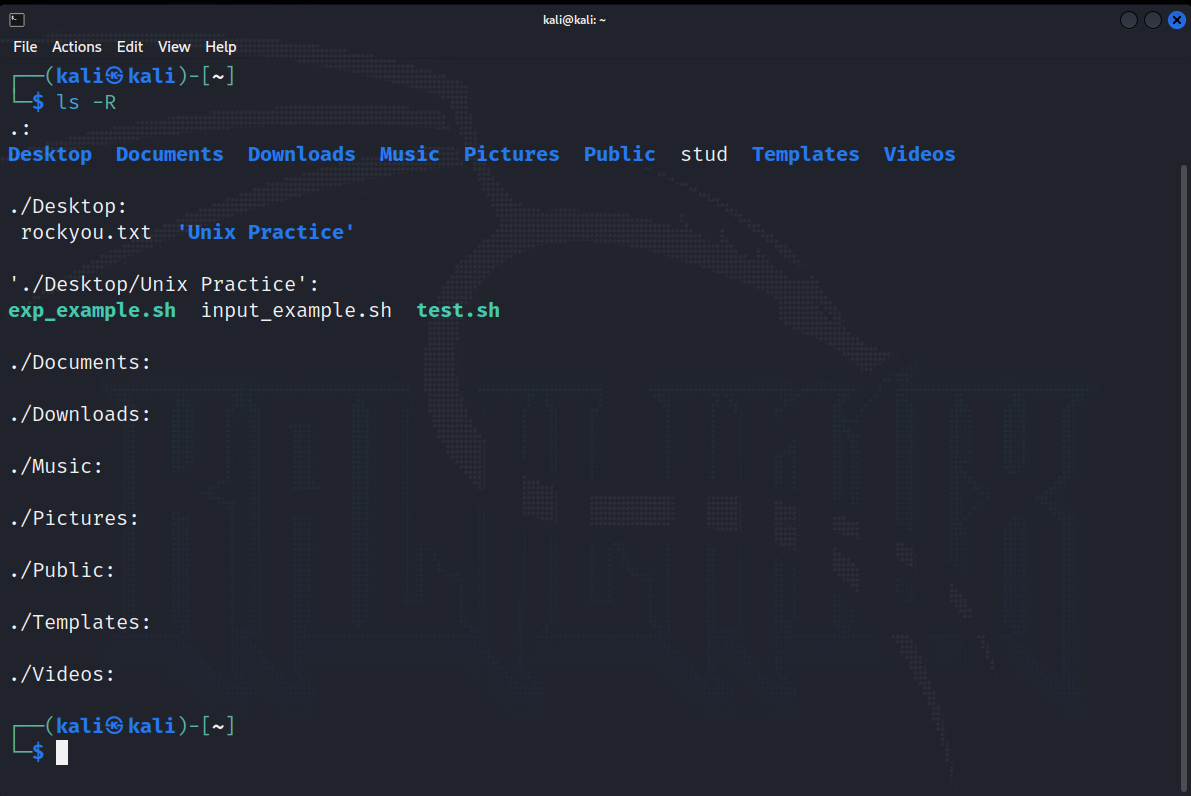 kali@kali: ~
File Actions Edit View Help
┌──(kali㉿kali)-[~]
└─$ ls -R
.:
Desktop  Documents  Downloads  Music  Pictures  Public  stud  Templates  Videos
./Desktop:
 rockyou.txt  'Unix Practice'
'./Desktop/Unix Practice':
exp_example.sh  input_example.sh  test.sh
./Documents:
./Downloads:
./Music:
./Pictures:
./Public:
./Templates:
./Videos:
┌──(kali㉿kali)-[~]
└─$